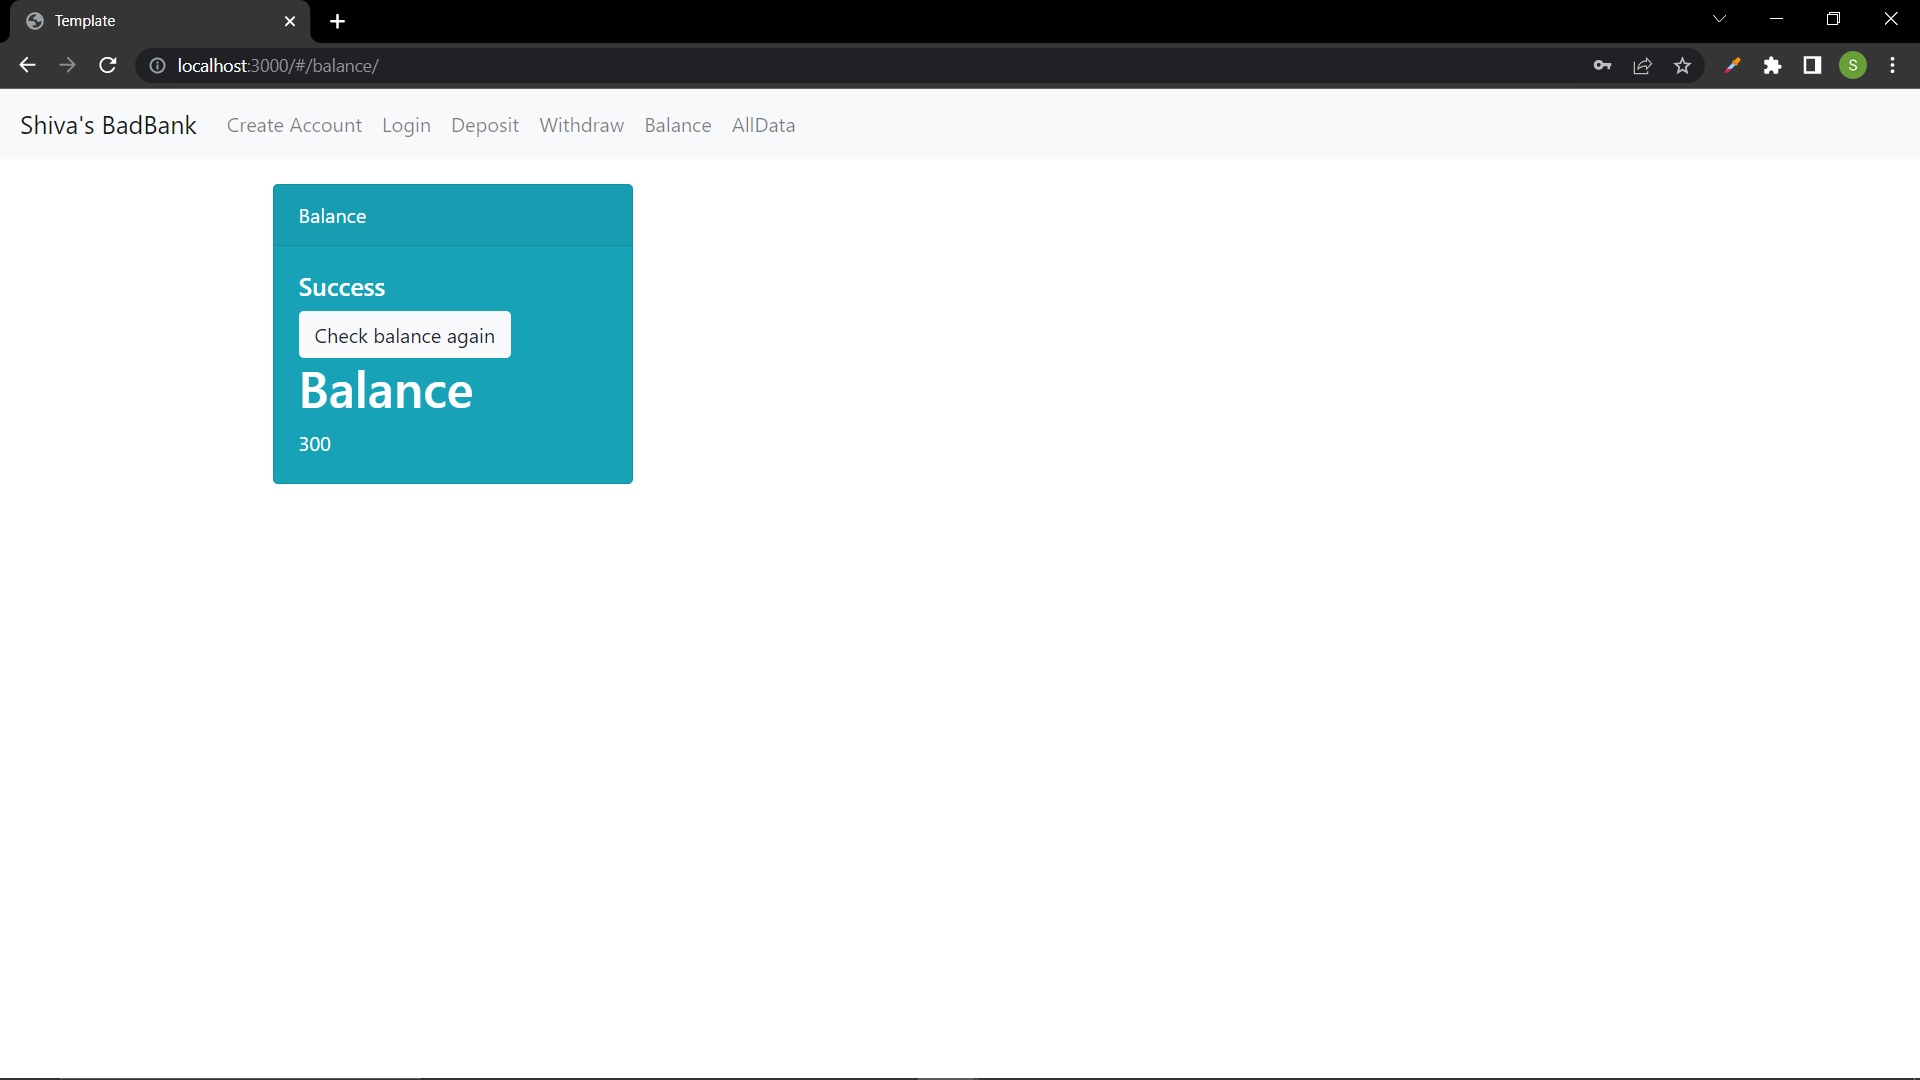 Template
localhost:3000/#/balance/
S
Shiva's BadBank Create Account Login Deposit Withdraw Balance AllData
Balance
Success
Check balance again
Balance
300